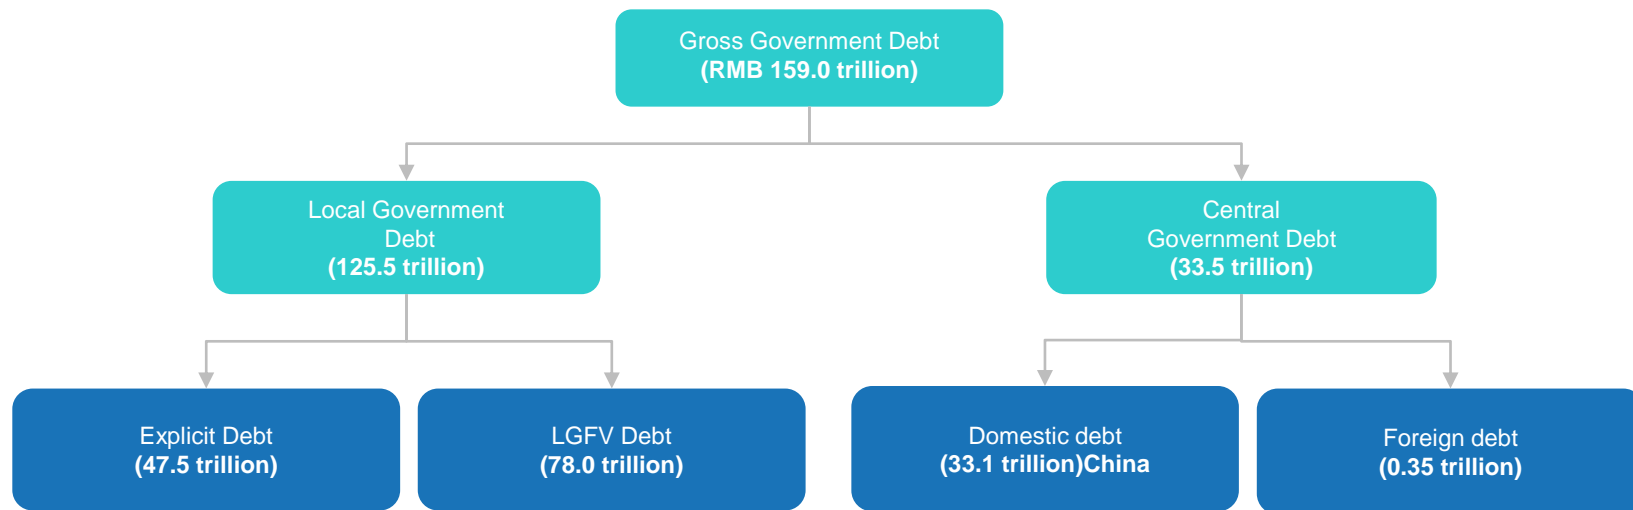 Gross Government Debt
(RMB 159.0 trillion)
Local Government
Debt
(125.5 trillion)
Central
Government Debt
(33.5 trillion)
Explicit Debt
(47.5 trillion)
LGFV Debt
(78.0 trillion)
Domestic debt
(33.1 trillion)China
Foreign debt
(0.35 trillion)